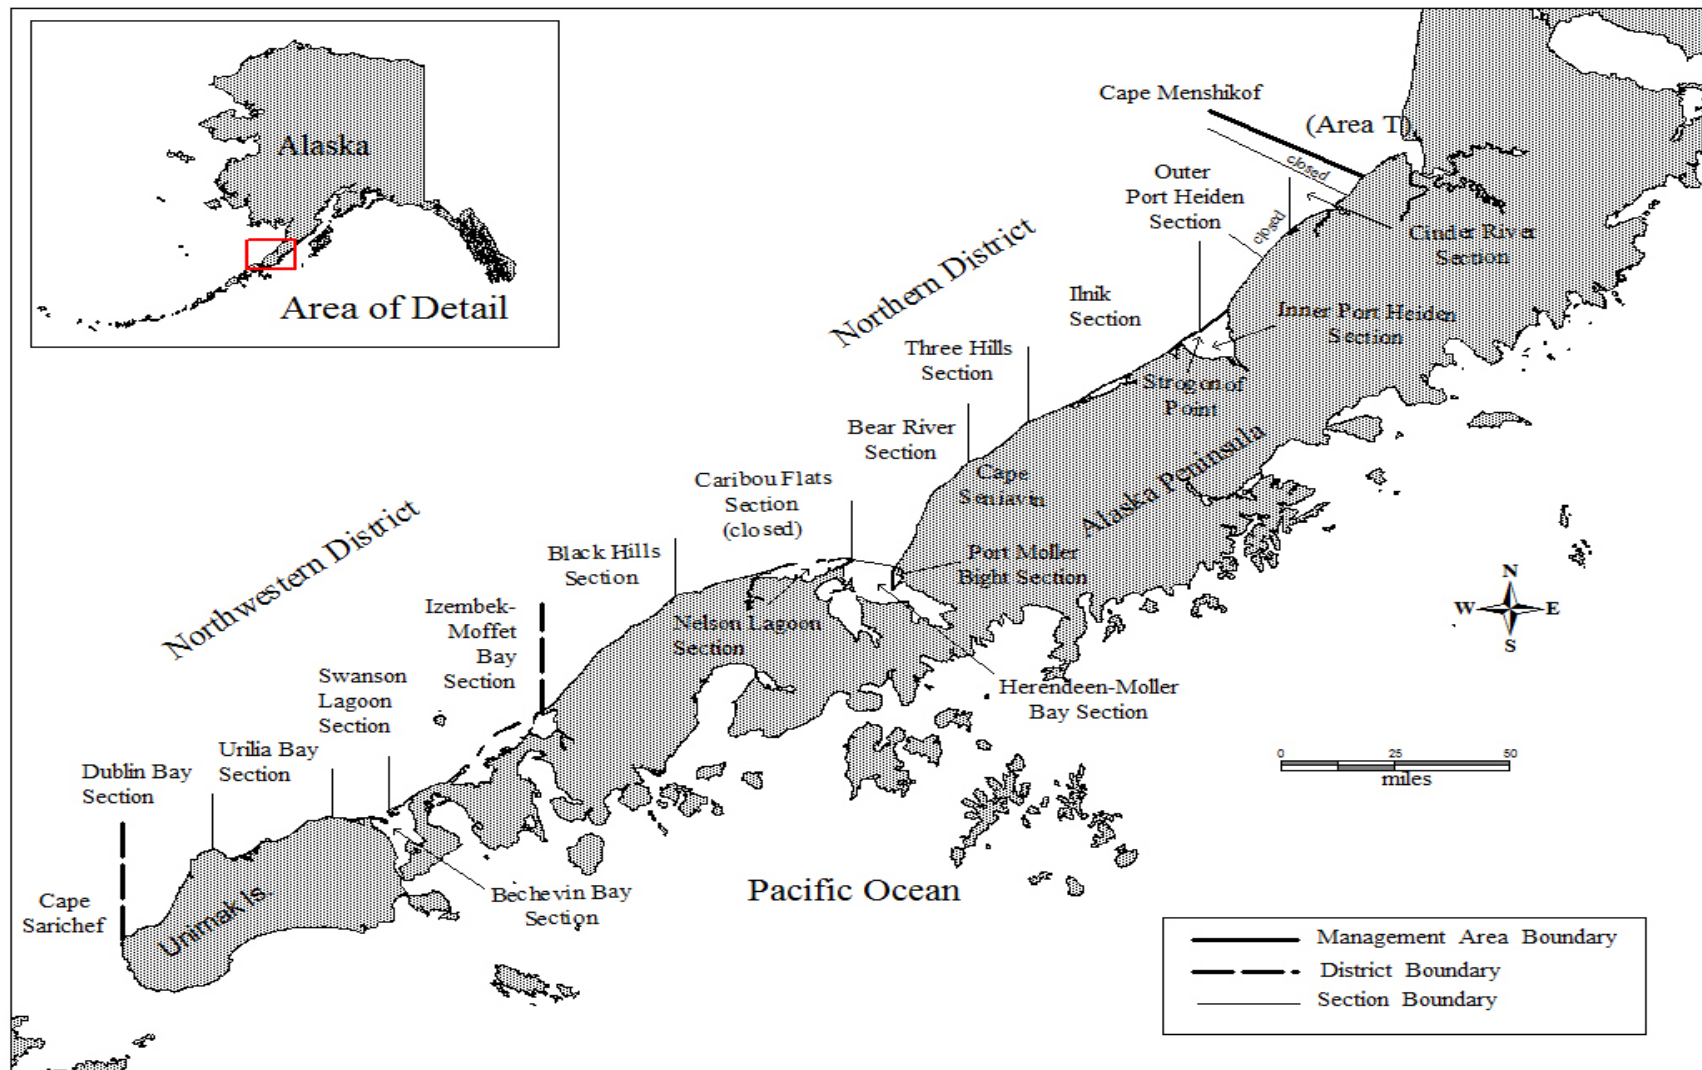 Alaska
Area of Detail
Cape Menshikof
(Area T)
closed
Outer
Port Heiden
Section
closed
Cinder River
Section
Northern District
Ilnik
Section
Inner Port Heiden
Section
Three Hills
Section
Strogonof
Point
Bear River
Section
Cape
Seniavin
Alaska Peninsula
Caribou Flats
Section
(closed)
Northwestern District
Black Hills
Section
Port Moller
Bight Section
Izembek-
Moffet
Bay
Section
Nelson Lagoon
Section
Swanson
Lagoon
Section
Herendeen-Moller
Bay Section
N
W E
S
Urilia Bay
Section
Dublin Bay
Section
0 25 50
miles
Cape
Sarichef
Unimak Is.
Bechevin Bay
Section
Pacific Ocean
Management Area Boundary
District Boundary
Section Boundary